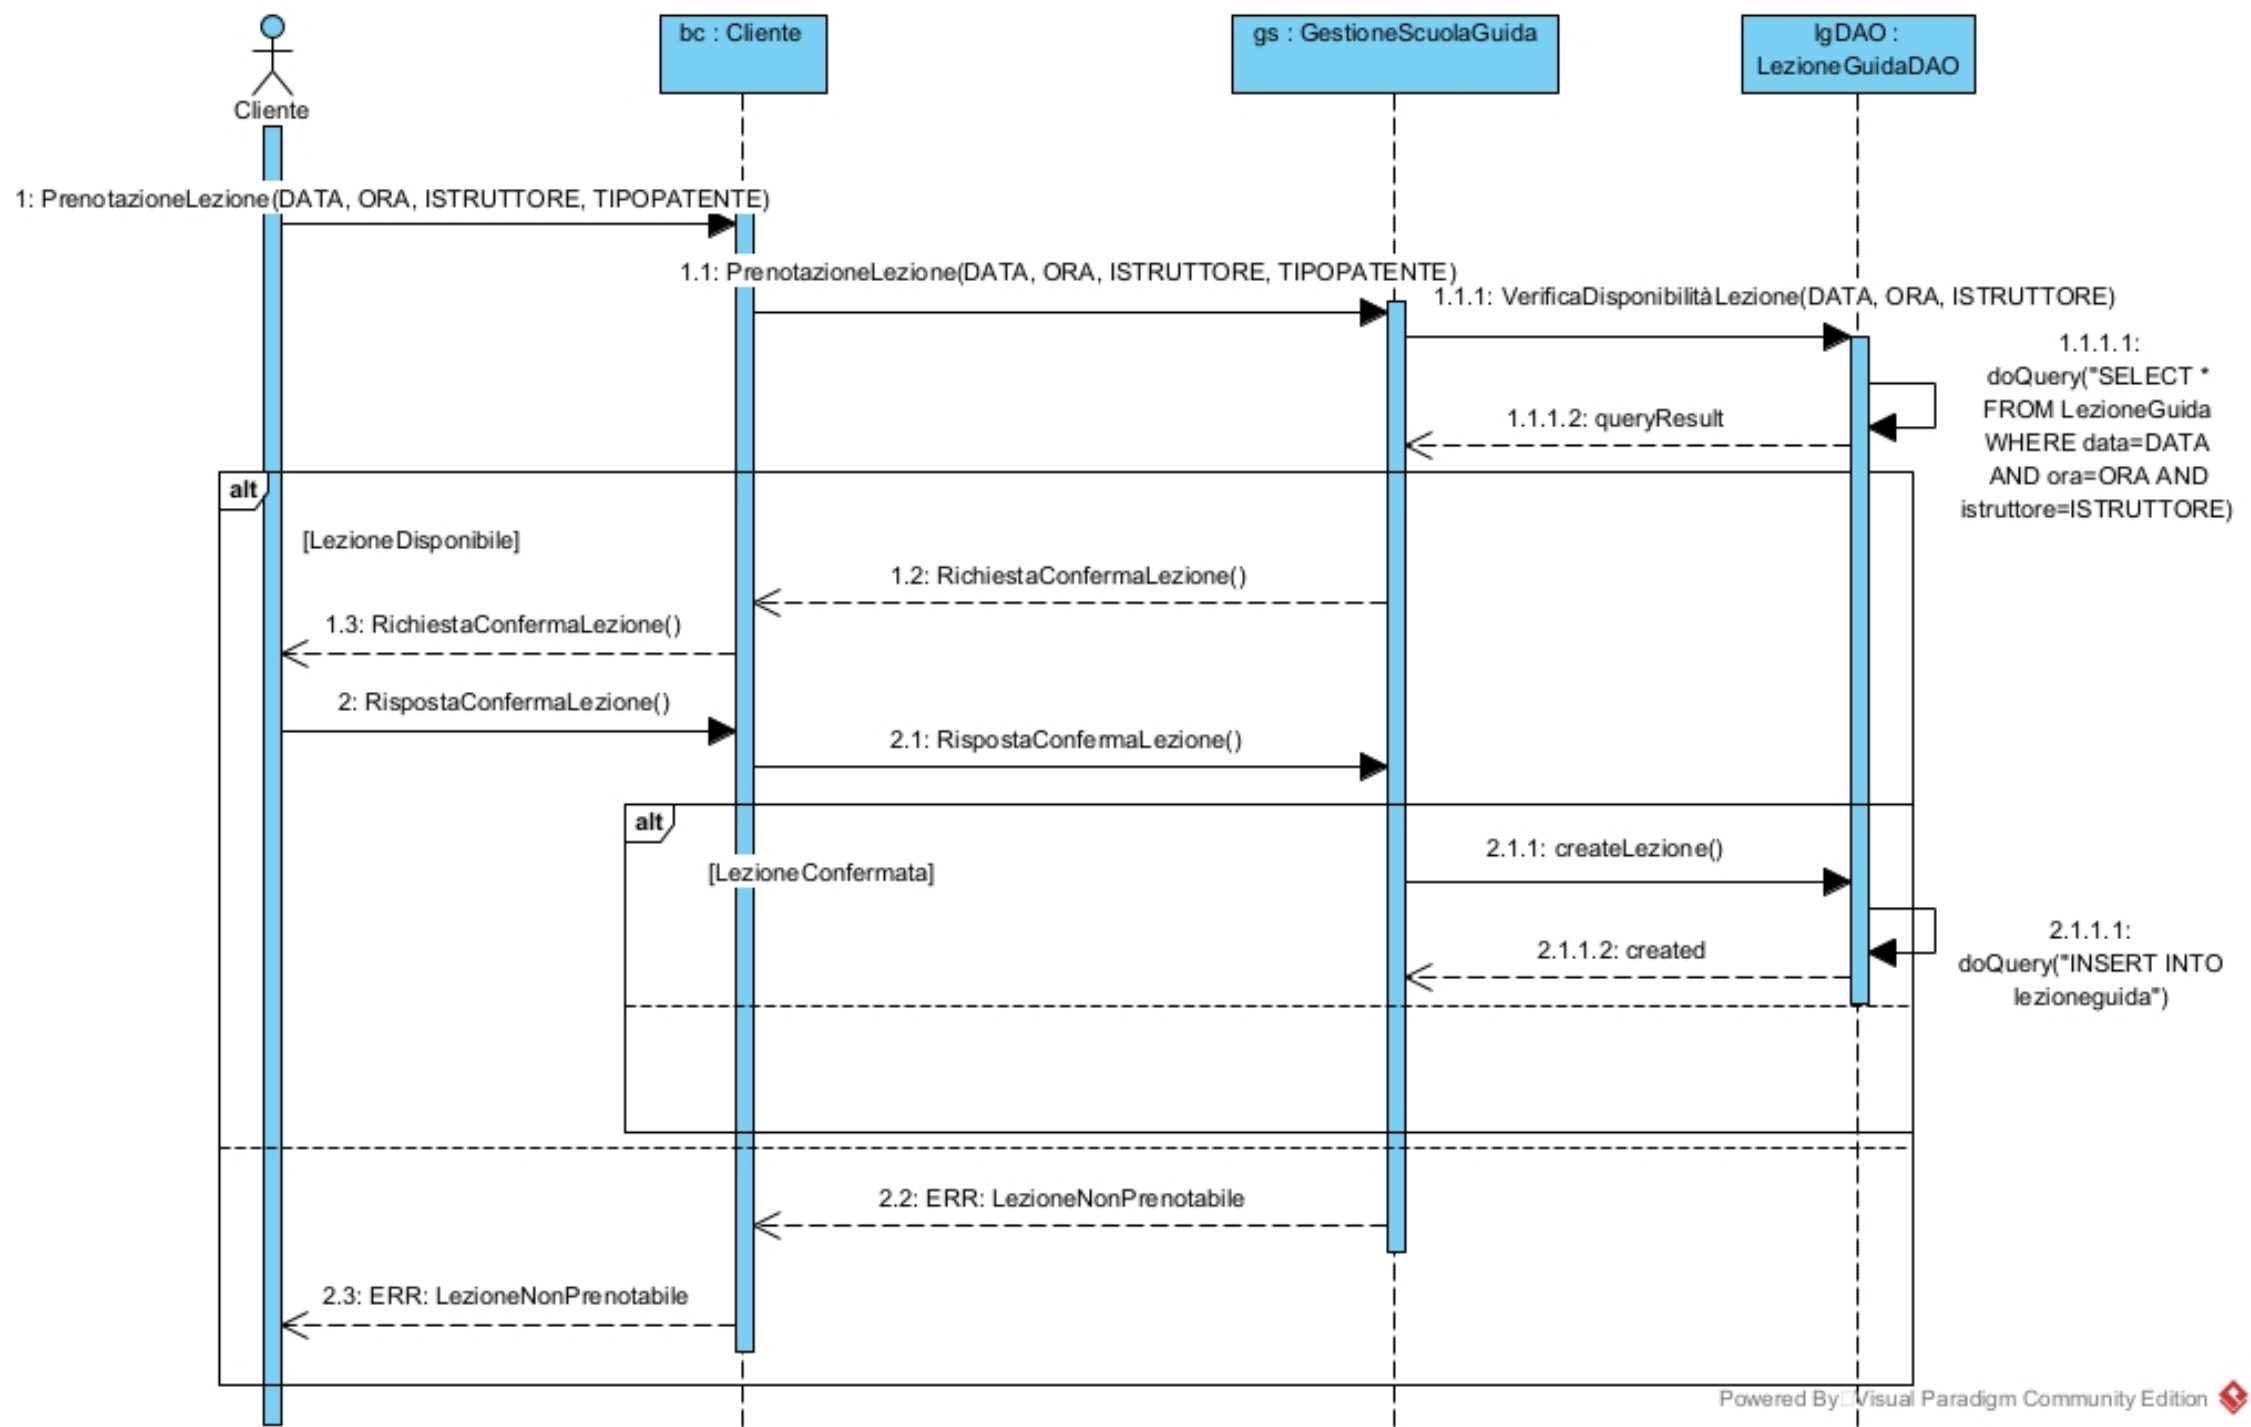 bc : Cliente
gs : GestioneScuolaGuida
lgDAO :
LezioneGuidaDAO
Cliente
1: PrenotazioneLezione(DATA, ORA, ISTRUTTORE, TIPOPATENTE)
1.1: PrenotazioneLezione(DATA, ORA, ISTRUTTORE, TIPOPATENTE)
1.1.1: VerificaDisponibilitàLezione(DATA, ORA, ISTRUTTORE)
1.1.1.1:
doQuery("SELECT *
FROM LezioneGuida
WHERE data=DATA
AND ora=ORA AND
istruttore=ISTRUTTORE)
1.1.1.2: queryResult
alt
[LezioneDisponibile]
1.2: RichiestaConfermaLezione()
1.3: RichiestaConfermaLezione()
2: RispostaConfermaLezione()
2.1: RispostaConfermaLezione()
alt
[LezioneConfermata]
2.1.1: createLezione()
2.1.1.1:
doQuery("INSERT INTO
lezioneguida")
2.1.1.2: created
2.2: ERR: LezioneNonPrenotabile
2.3: ERR: LezioneNonPrenotabile
Powered By Visual Paradigm Community Edition